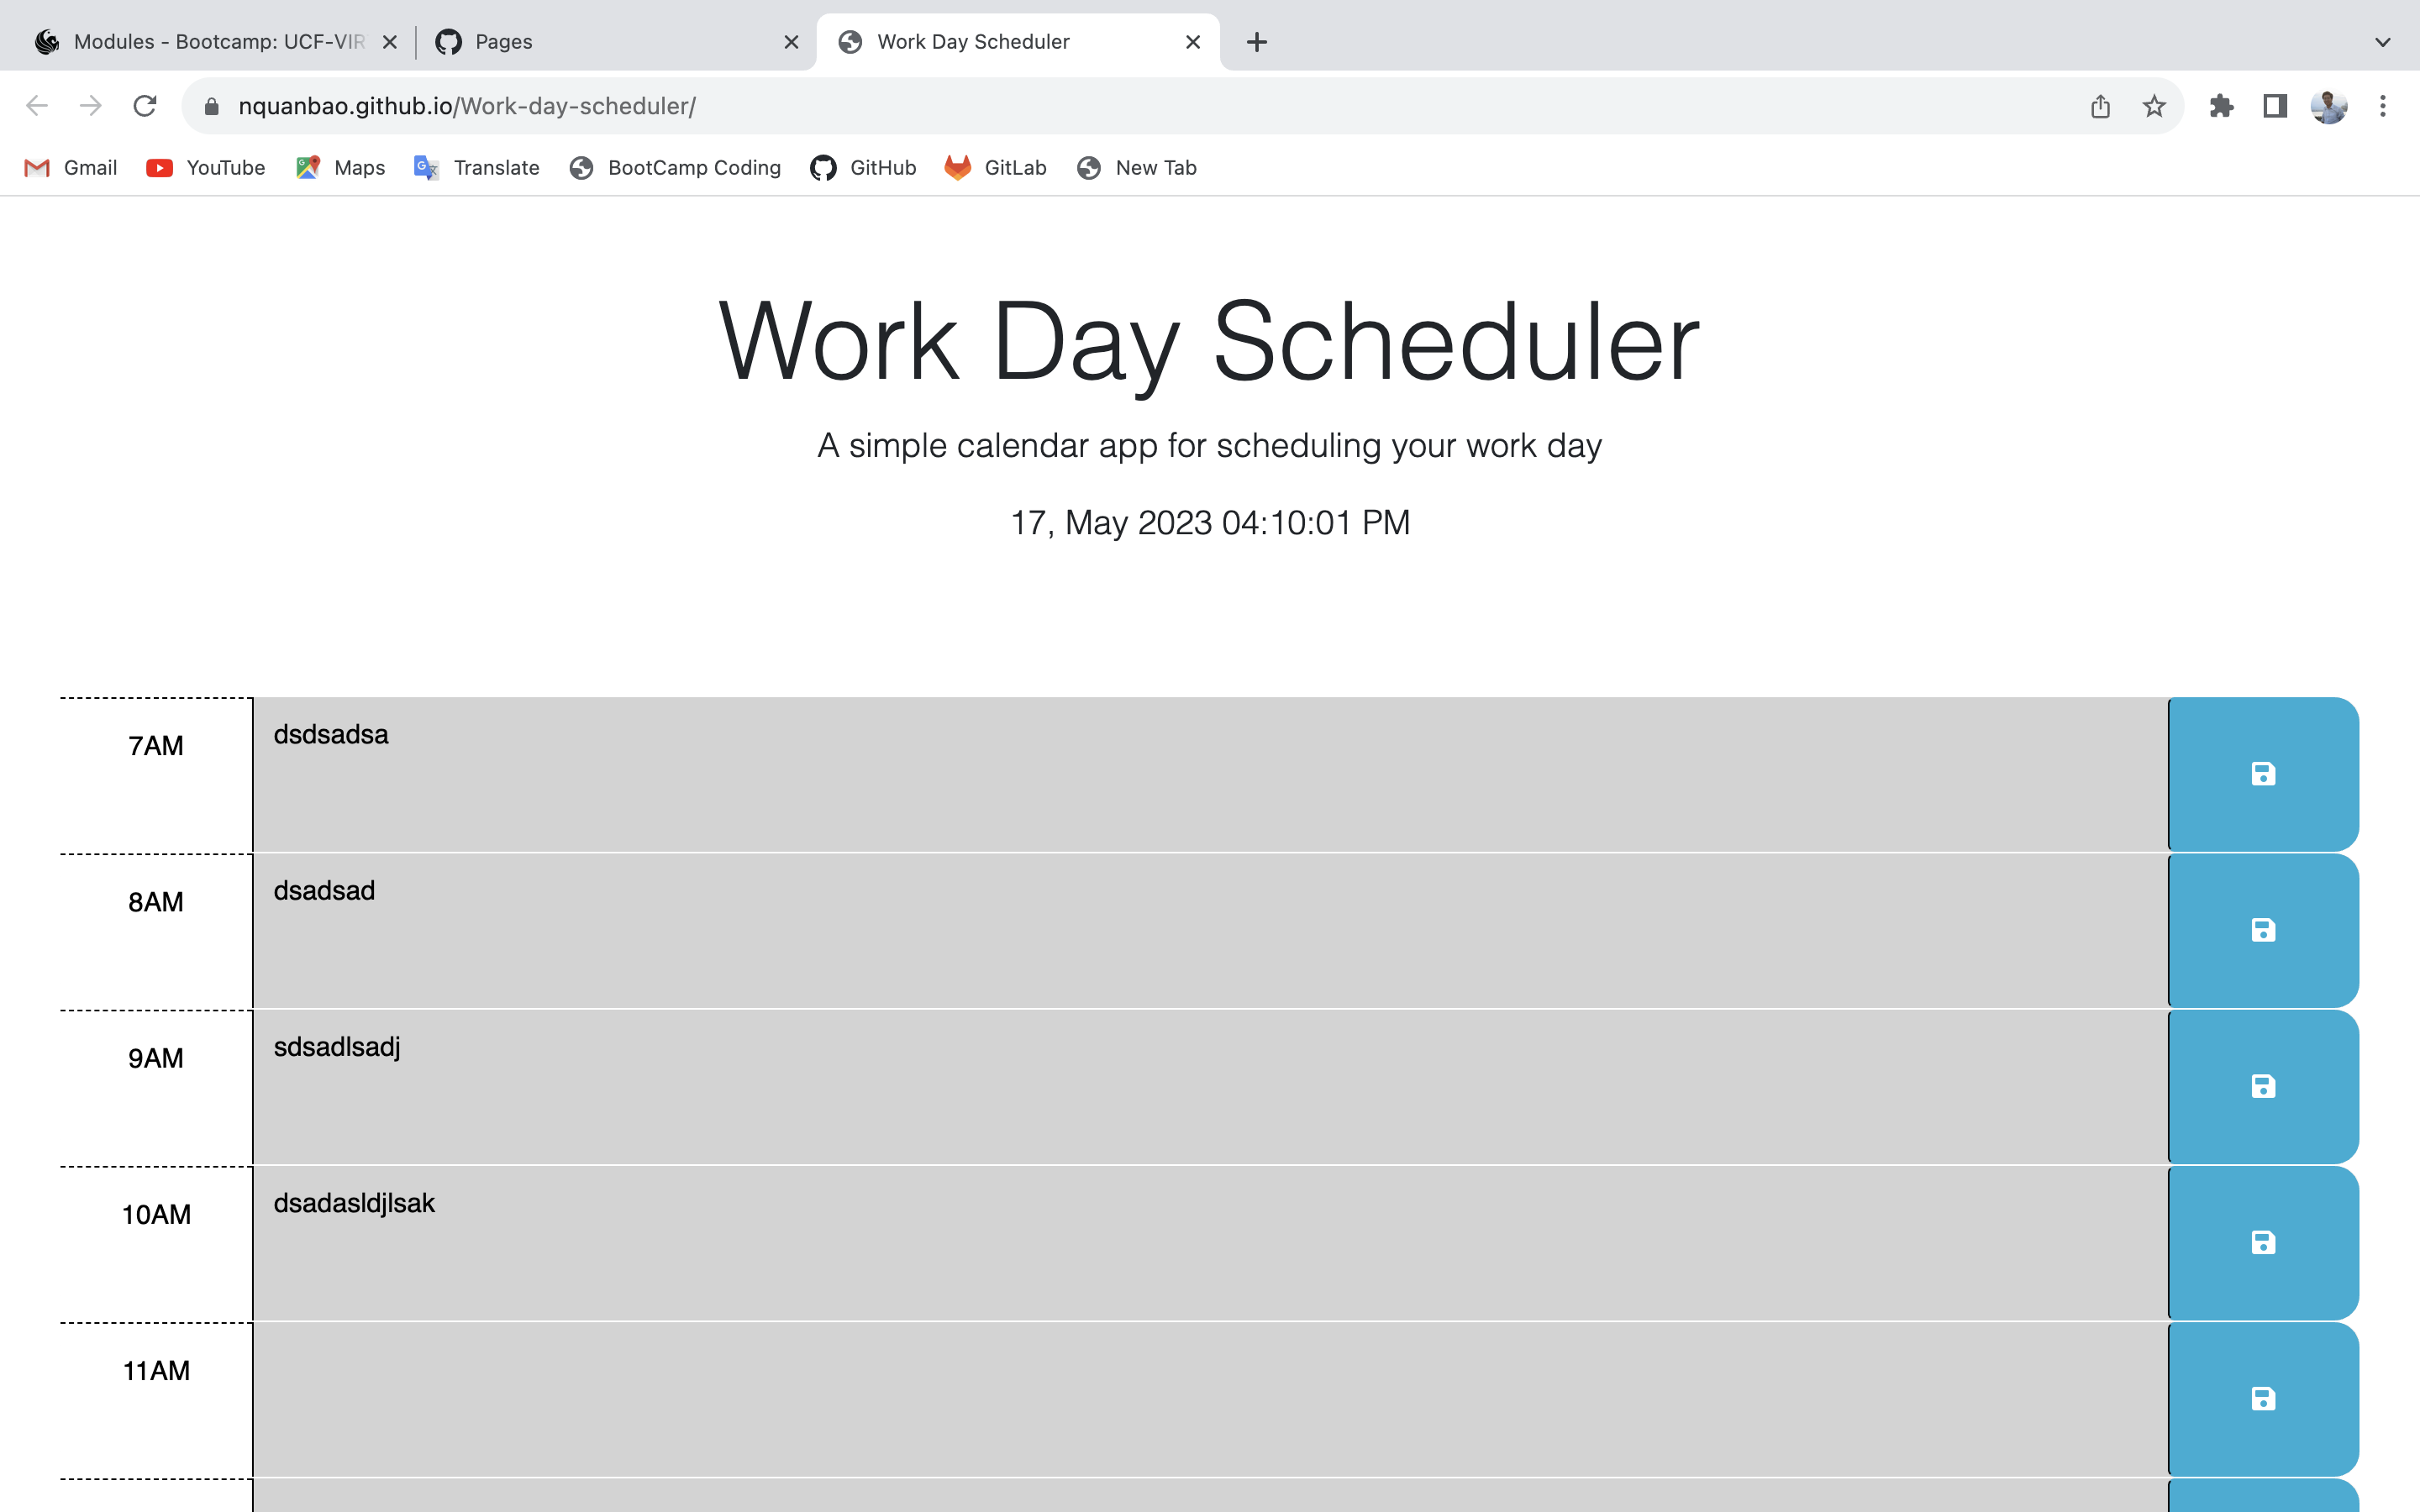 Modules - Bootcamp: UCF-VIR
Pages
Work Day Scheduler
nquanbao.github.io/Work-day-scheduler/
Gmail
YouTube
Maps
Translate
BootCamp Coding
GitHub
GitLab
New Tab
Work Day Scheduler
A simple calendar app for scheduling your work day
17, May 2023 04:10:01 PM
7AM
dsdsadsa
8AM
dsadsad
9AM
sdsadlsadj
10AM
dsadasldjlsak
11AM